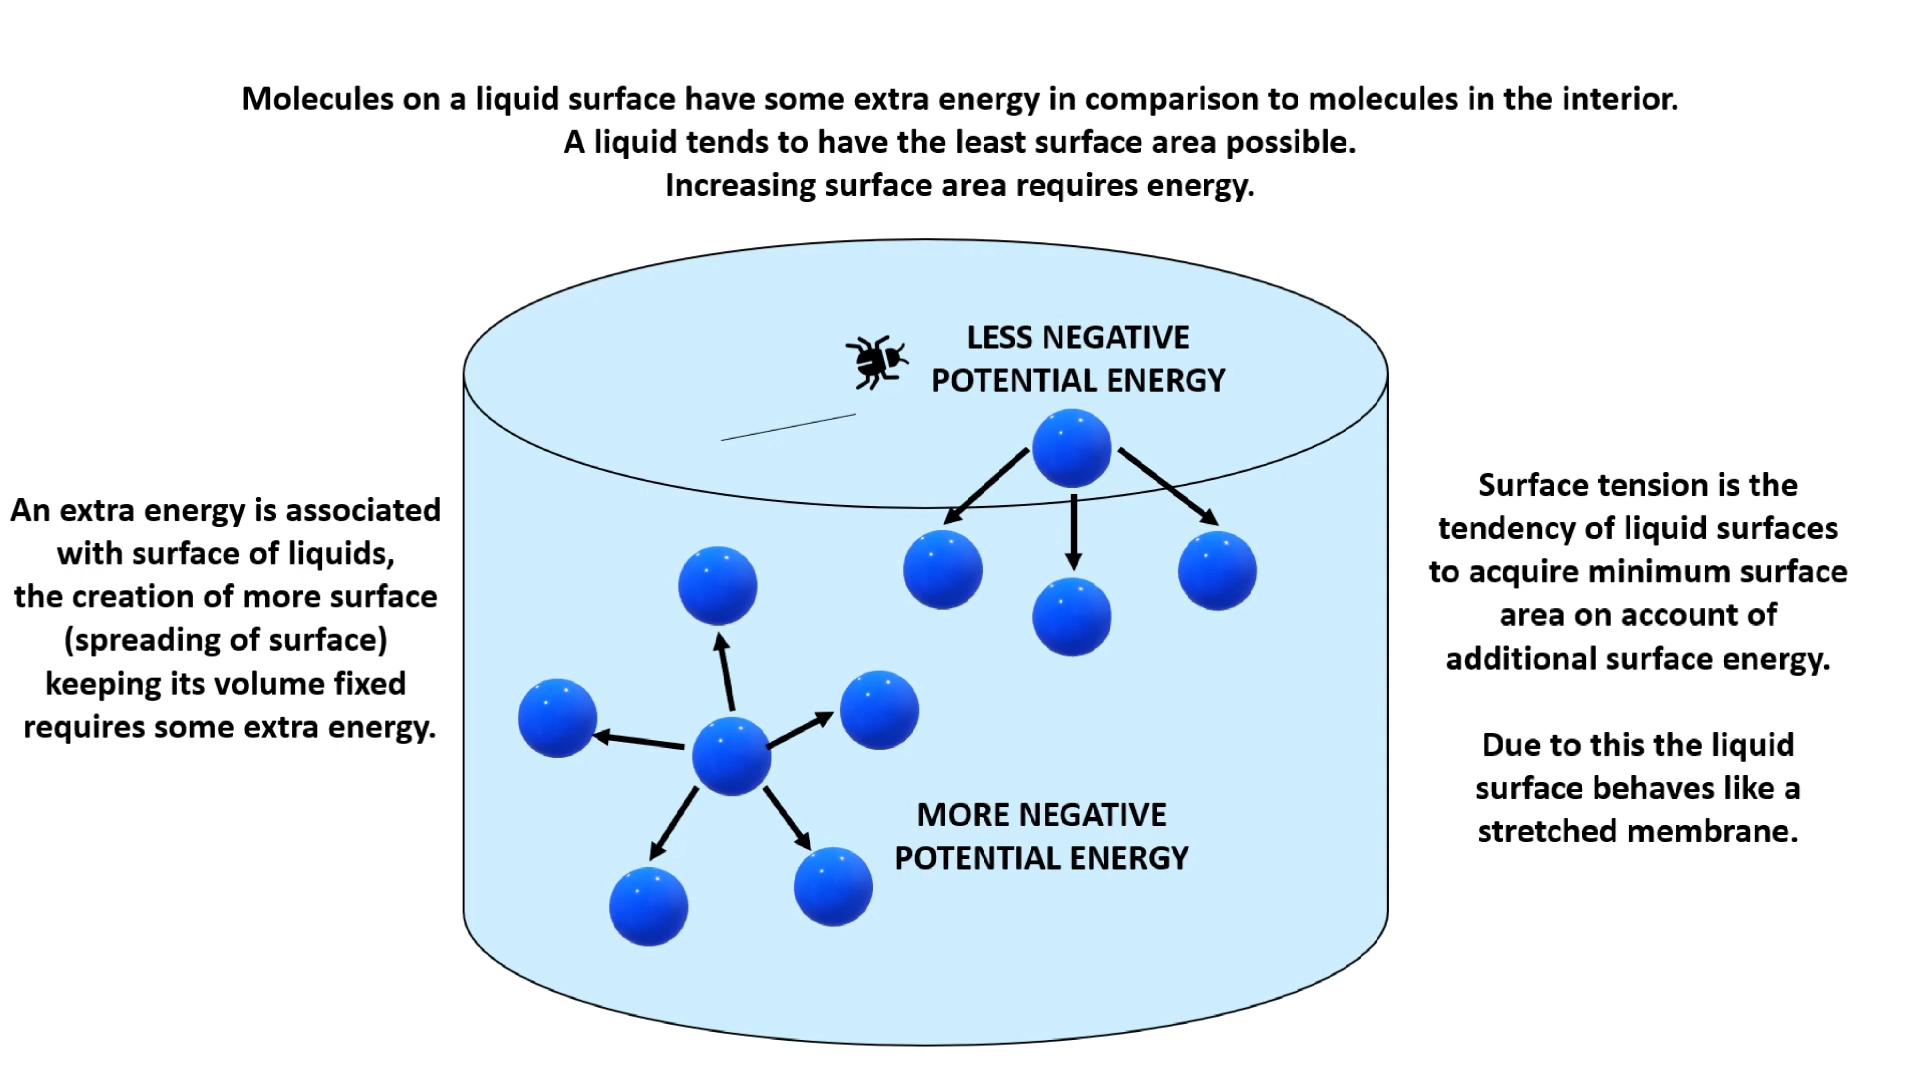 Molecules on a liquid surface have some extra energy in comparison to molecules in the interior.
A liquid tends to have the least surface area possible.
Increasing surface area requires energy.
LESS NEGATIVE
POTENTIAL ENERGY
An extra energy is associated
with surface of liquids,
the creation of more surface
(spreading of surface)
keeping its volume fixed
requires some extra energy.
MORE NEGATIVE
POTENTIAL ENERGY
Surface tension is the
tendency of liquid surfaces
to acquire minimum surface
area on account of
additional surface energy.
Due to this the liquid
surface behaves like a
stretched membrane.